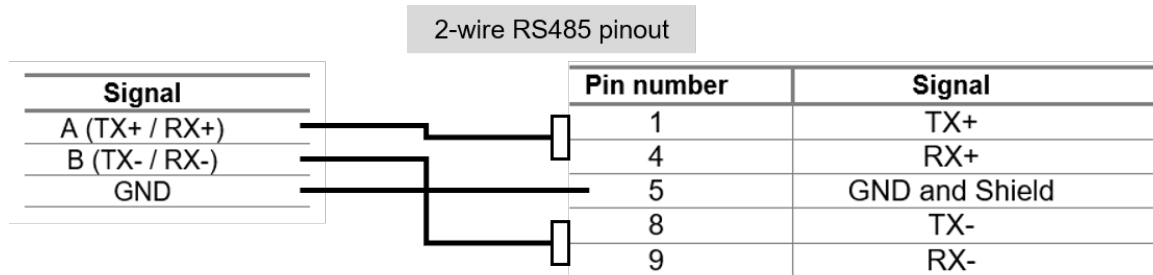 2-wire RS485 pinout
Signal
A (TX+ / RX+)
B (TX- / RX-)
GND
Pin number Signal
1 TX+
4 RX+
5 GND and Shield
8 TX-
9 RX-